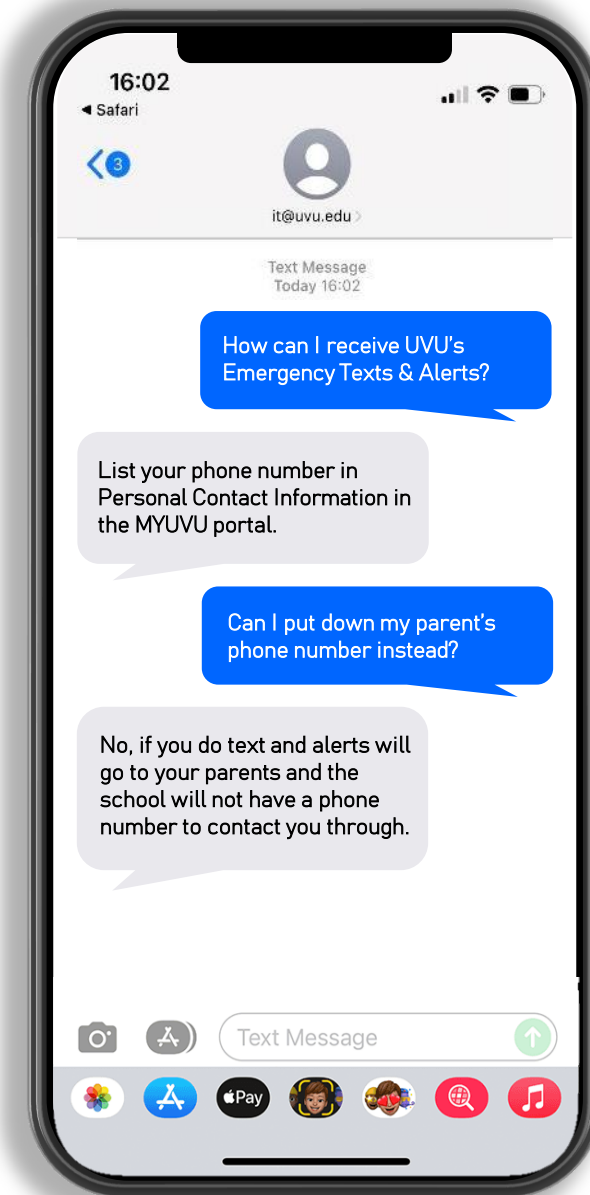 16:02
◀ Safari
3
it@uvu.edu >
Text Message
Today 16:02
How can I receive UVU's
Emergency Texts & Alerts?
List your phone number in
Personal Contact Information in
the MYUVU portal.
Can I put down my parent's
phone number instead?
No, if you do text and alerts will
go to your parents and the
school will not have a phone
number to contact you through.
Text Message
Pay